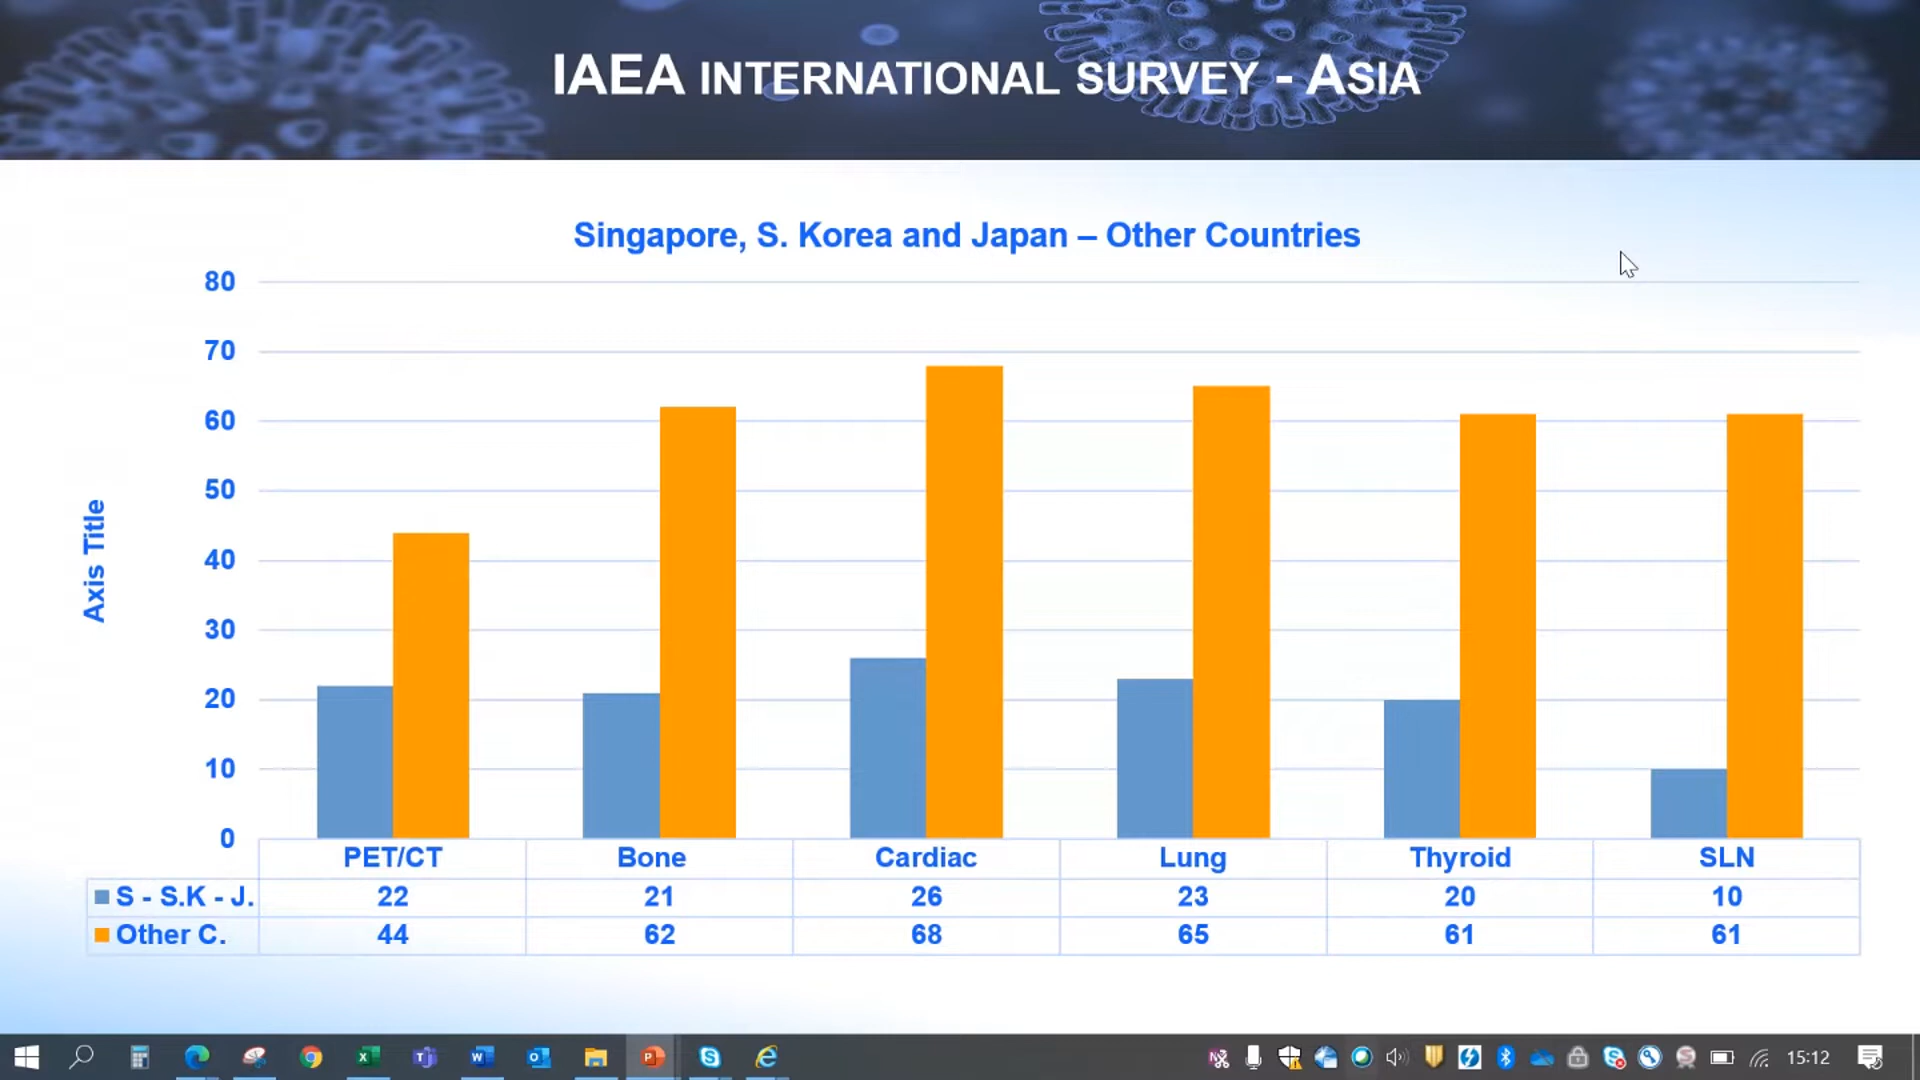 IAEA INTERNATIONAL SURVEY - ASIA
Singapore, S. Korea and Japan – Other Countries
80
70
60
50
40
30
20
10
0
Axis Title
PET/CT Bone Cardiac Lung Thyroid SLN
S - S.K - J. 22 21 26 23 20 10
Other C. 44 62 68 65 61 61
15:12